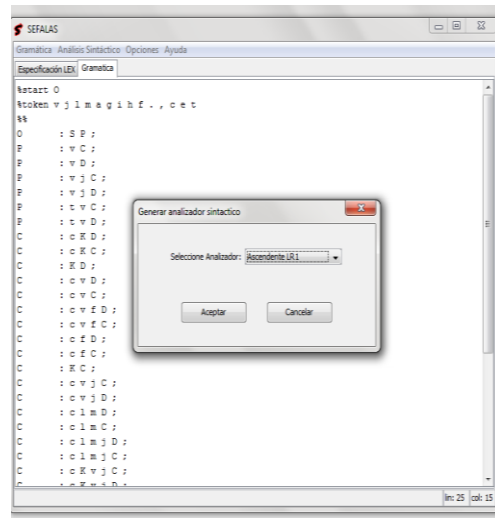 SEFALAS
Gramática Análisis Sintáctico Opciones Ayuda
Especificación LEX Gramatica
%start O
%token v j l m a g i h f . , c e t
%%
O : S P ;
P : v C ;
P : v D ;
P : v j C ;
P : v j D ;
P : t v C ;
P : t v D ;
C : c K D ;
C : c K C ;
C : K D ;
C : c v D ;
C : c v C ;
C : c v f D ;
C : c v f C ;
C : c f D ;
C : c f C ;
C : K C ;
C : c v j C ;
C : c v j D ;
C : c l m D ;
C : c l m C ;
C : c l m j D ;
C : c l m j C ;
C : c K v j C ;
C : c K v j D ;
Generar analizador sintactico
Seleccione Analizador: Ascendente LR1
Aceptar Cancelar
lin: 25 col: 15